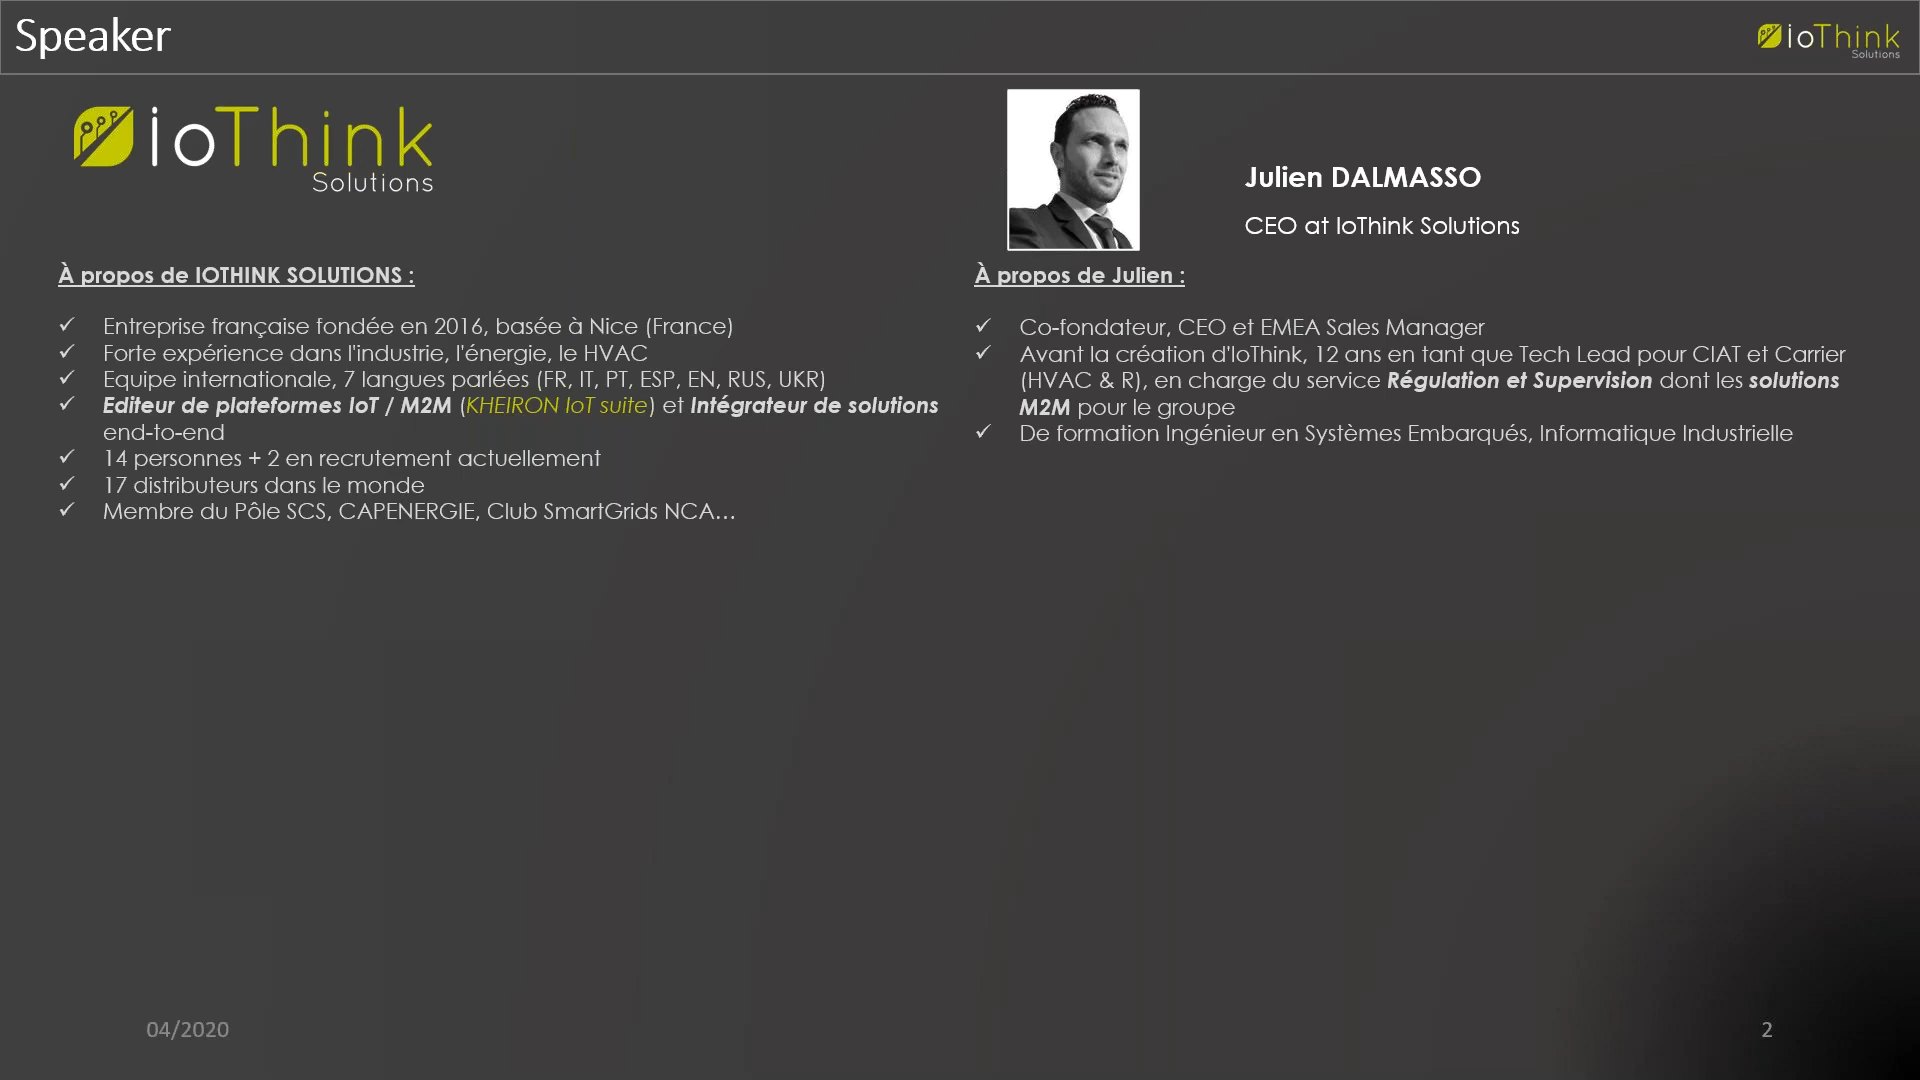 Speaker
ioThink
Solutions
ioThink
Solutions
À propos de IOTHINK SOLUTIONS :
Entreprise française fondée en 2016, basée à Nice (France)
Forte expérience dans l'industrie, l'énergie, le HVAC
Equipe internationale, 7 langues parlées (FR, IT, PT, ESP, EN, RUS, UKR)
Editeur de plateformes IoT / M2M (KHEIRON IoT suite) et Intégrateur de solutions
end-to-end
14 personnes + 2 en recrutement actuellement
17 distributeurs dans le monde
Membre du Pôle SCS, CAPENERGIE, Club SmartGrids NCA…
Julien DALMASSO
CEO at IoThink Solutions
À propos de Julien :
Co-fondateur, CEO et EMEA Sales Manager
Avant la création d'IoThink, 12 ans en tant que Tech Lead pour CIAT et Carrier
(HVAC & R), en charge du service Régulation et Supervision dont les solutions
M2M pour le groupe
De formation Ingénieur en Systèmes Embarqués, Informatique Industrielle
04/2020
2